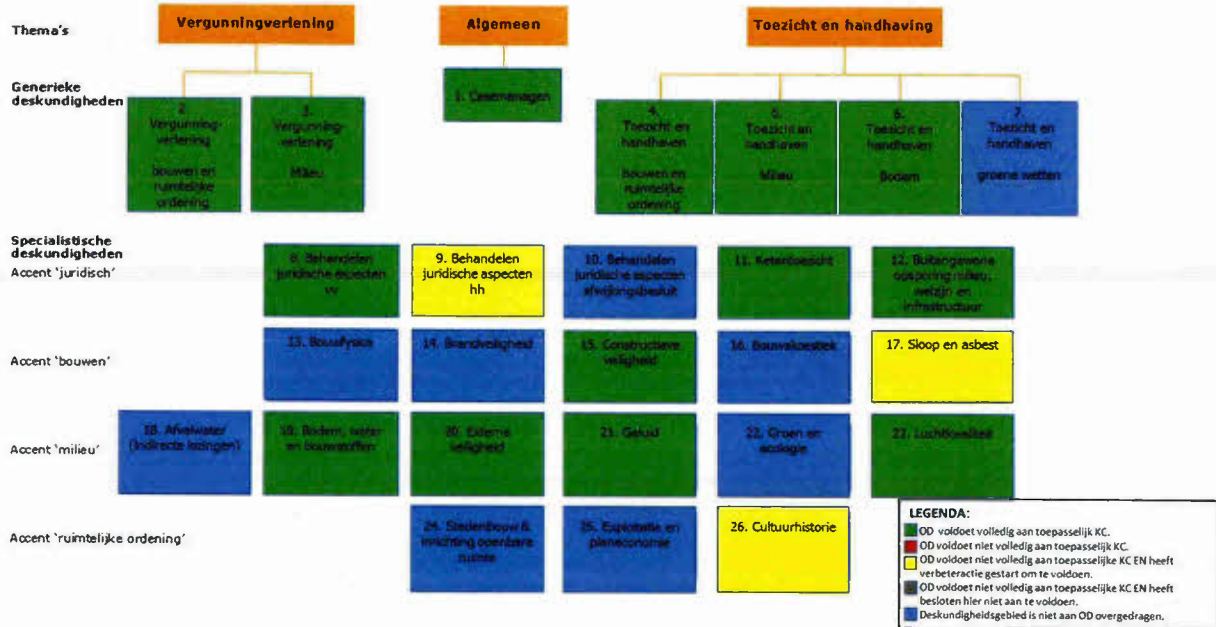 Thema's
Vergunningverlening
Algemeen
Toezicht en handhaving
Generieke
deskundigheden
1. Casemanagen
2.
Vergunning-
verlening
bouwen en
ruimtelijke
ordening
3.
Vergunning-
verlening
Milieu
4.
Toezicht en
handhaven
bouwen en
ruimtelijke
ordening
5.
Toezicht en
handhaven
Milieu
6.
Toezicht en
handhaven
Bodem
7.
Toezicht en
handhaven
groene wetten
Specialistische
deskundigheden
Accent 'juridisch'
8. Behandelen
juridische aspecten
vv
9. Behandelen
juridische aspecten
hh
10. Behandelen
juridische aspecten
afwijkingsbesluit
11. Ketentoezicht
12. Buitengewone
opsporing milieu,
welzijn en
infrastructuur
Accent 'bouwen'
13. Bouwfysica
14. Brandveiligheid
15. Constructieve
veiligheid
16. Bouwakoestiek
17. Sloop en asbest
Accent 'milieu'
18. Afvalwater
(indirecte lozingen)
19. Bodem, water
en bouwstoffen
20. Externe
veiligheid
21. Geluid
22. Groen en
ecologie
23. Luchtkwaliteit
Accent 'ruimtelijke ordening'
24. Stedenbouw &
inrichting openbare
ruimte
25. Exploitatie en
planeconomie
26. Cultuurhistorie
LEGENDA:
OD voldoet volledig aan toepasselijk KC.
OD voldoet niet volledig aan toepasselijk KC.
OD voldoet niet volledig aan toepasselijke KC EN heeft
verbeteractie gestart om te voldoen.
OD voldoet niet volledig aan toepasselijke KC EN heeft
besloten hier niet aan te voldoen.
Deskundigheidsgebied is niet aan OD overgedragen.